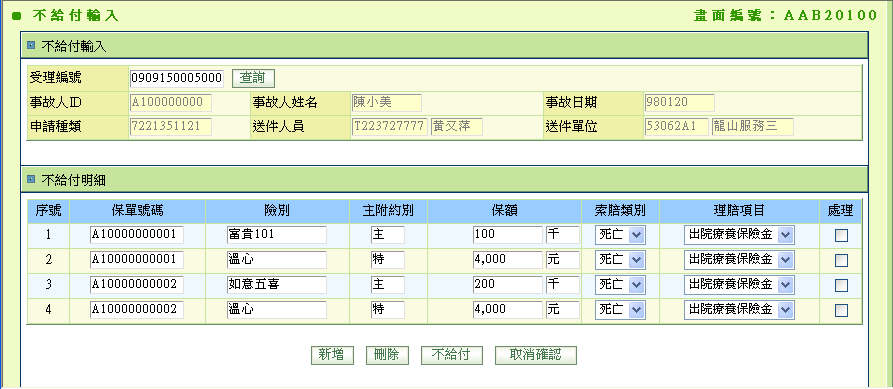 不給付輸入 畫面編號：AAB20100
不給付輸入
受理編號 0909150005000 查詢
事故人ID A100000000 事故人姓名 陳小美 事故日期 980120
申請種類 7221351121 送件人員 T223727777 黃又萍 送件單位 53062A1 龍山服務三
不給付明細
序號 保單號碼 險別 主附約別 保額 索賠類別 理賠項目 處理
1 A10000000001 富貴101 主 100 千 死亡 出院療養保險金
2 A10000000001 溫心 特 4,000 元 死亡 出院療養保險金
3 A10000000002 如意五喜 主 200 千 死亡 出院療養保險金
4 A10000000002 溫心 特 4,000 元 死亡 出院療養保險金
新增 刪除 不給付 取消確認